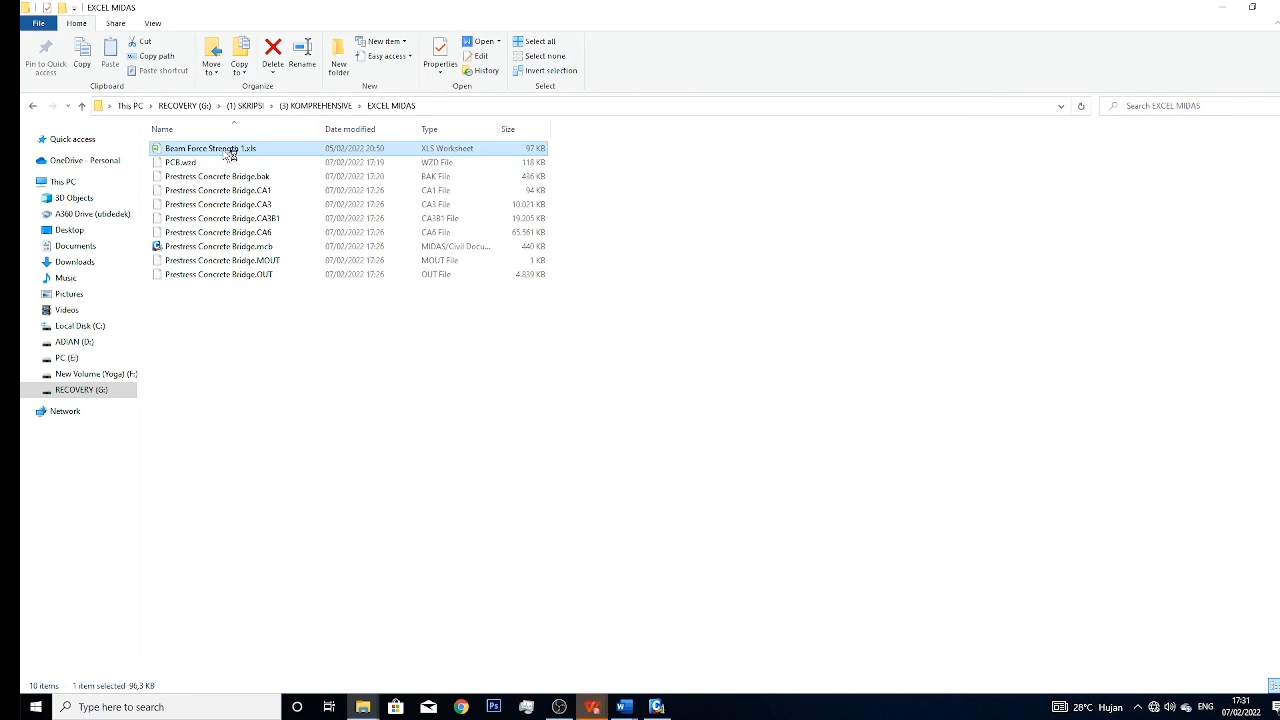 EXCEL MIDAS
File Home Share View
Pin to Quick access
Copy
Paste
Cut
Copy path
Paste shortcut
Move to
Copy to
Delete
Rename
New folder
New item
Easy access
Properties
Open
Edit
History
Select all
Select none
Invert selection
Clipboard Organize New Open Select
This PC (1) SKRIPSI (3) KOMPREHENSIVE EXCEL MIDAS
RECOVERY (G:)
Search EXCEL MIDAS
Name Date modified Type Size
Beam Force Strength 1.xls 05/02/2022 20:50 XLS Worksheet 97 KB
PCB.wzd 07/02/2022 17:19 WZD File 118 KB
Prestress Concrete Bridge.bak 07/02/2022 17:20 BAK File 436 KB
Prestress Concrete Bridge.CA1 07/02/2022 17:26 CA1 File 94 KB
Prestress Concrete Bridge.CA3 07/02/2022 17:26 CA3 File 10.021 KB
Prestress Concrete Bridge.CA3B1 07/02/2022 17:26 CA3B1 File 19.205 KB
Prestress Concrete Bridge.CA6 07/02/2022 17:26 CA6 File 65.561 KB
Prestress Concrete Bridge.mcb 07/02/2022 17:26 MIDAS/Civil Docu... 440 KB
Prestress Concrete Bridge.MOUT 07/02/2022 17:26 MOUT File 1 KB
Prestress Concrete Bridge.OUT 07/02/2022 17:26 OUT File 4.839 KB
Quick access
OneDrive - Personal
This PC
3D Objects
A360 Drive (utidedek)
Desktop
Documents
Downloads
Music
Pictures
Videos
Local Disk (C:)
ADIAN (D:)
PC (E:)
New Volume (Yoga) (F:)
RECOVERY (G:)
Network
10 items 1 item selected 96,3 KB
Type here to search
28°C Hujan
ENG
17:31
07/02/2022